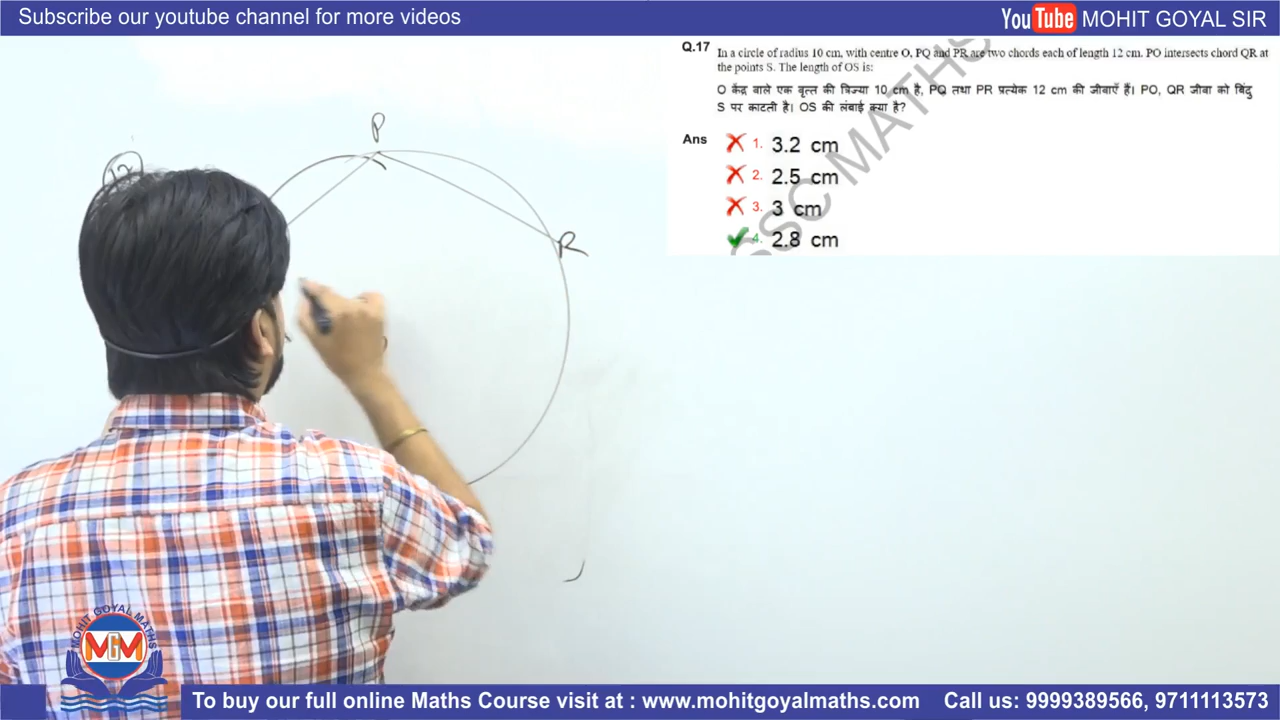 Subscribe our youtube channel for more videos
YouTube MOHIT GOYAL SIR
Q.17 In a circle of radius 10 cm, with centre O, PQ and PR are two chords each of length 12 cm. PO intersects chord QR at
the points S. The length of OS is:
O केंद्र वाले एक वृत्त की त्रिज्या 10 cm है, PQ तथा PR प्रत्येक 12 cm की जीवाएँ हैं। PO, QR जीवा को बिंदु
S पर काटती है। OS की लंबाई क्या है?
Ans
1. 3.2 cm
2. 2.5 cm
3. 3 cm
4. 2.8 cm
SSC MATHS
P
R
17
MOHIT GOYAL MATHS
MGM
To buy our full online Maths Course visit at : www.mohitgoyalmaths.com Call us: 9999389566, 9711113573